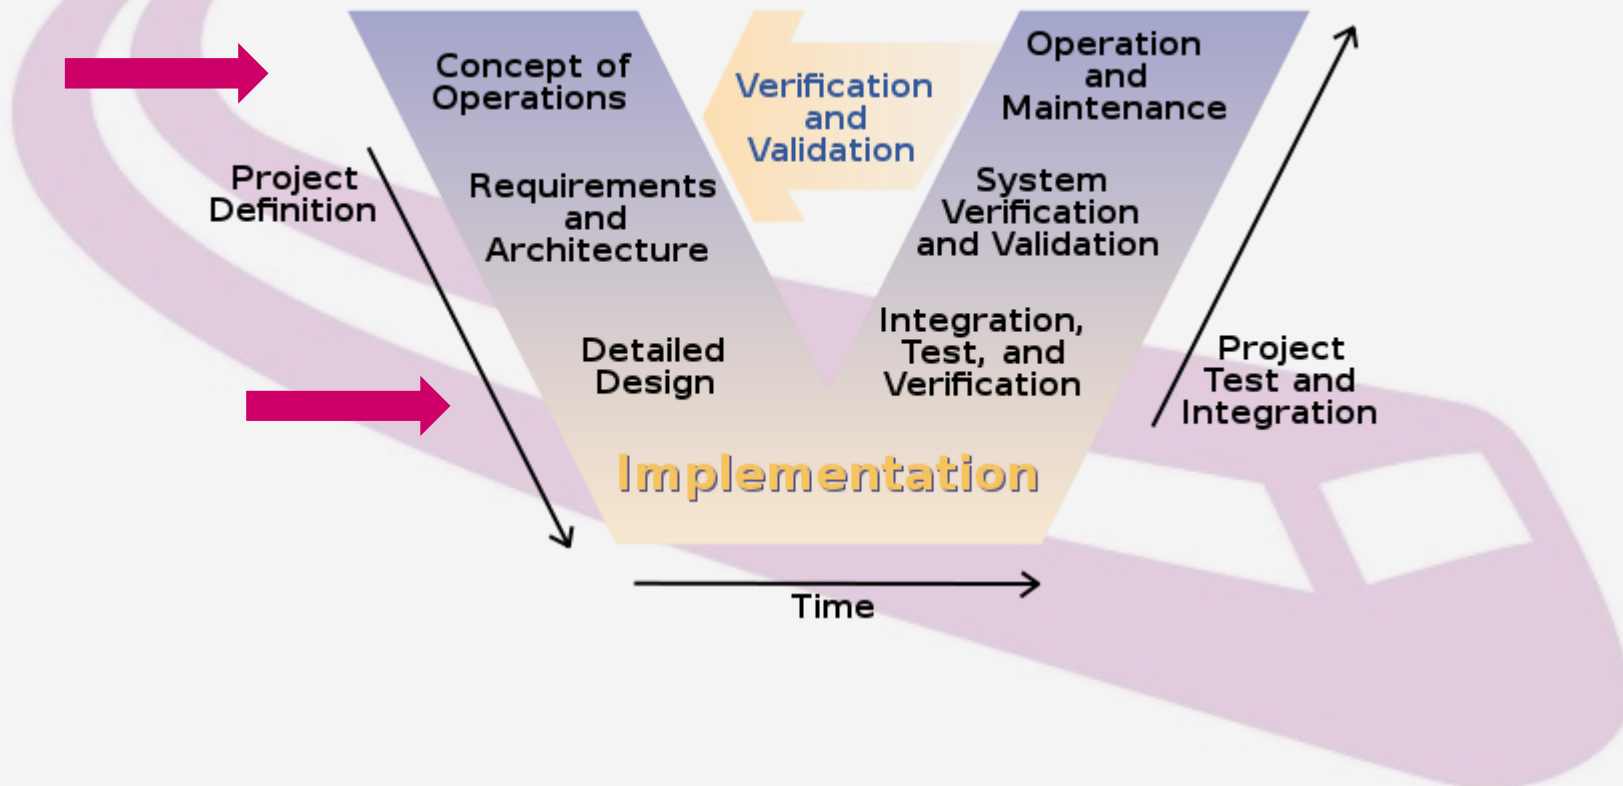 Concept of
Operations
Verification
and
Validation
Operation
and
Maintenance
Project
Definition
Requirements
and
Architecture
System
Verification
and Validation
Detailed
Design
Integration,
Test, and
Verification
Project
Test and
Integration
Implementation
Time